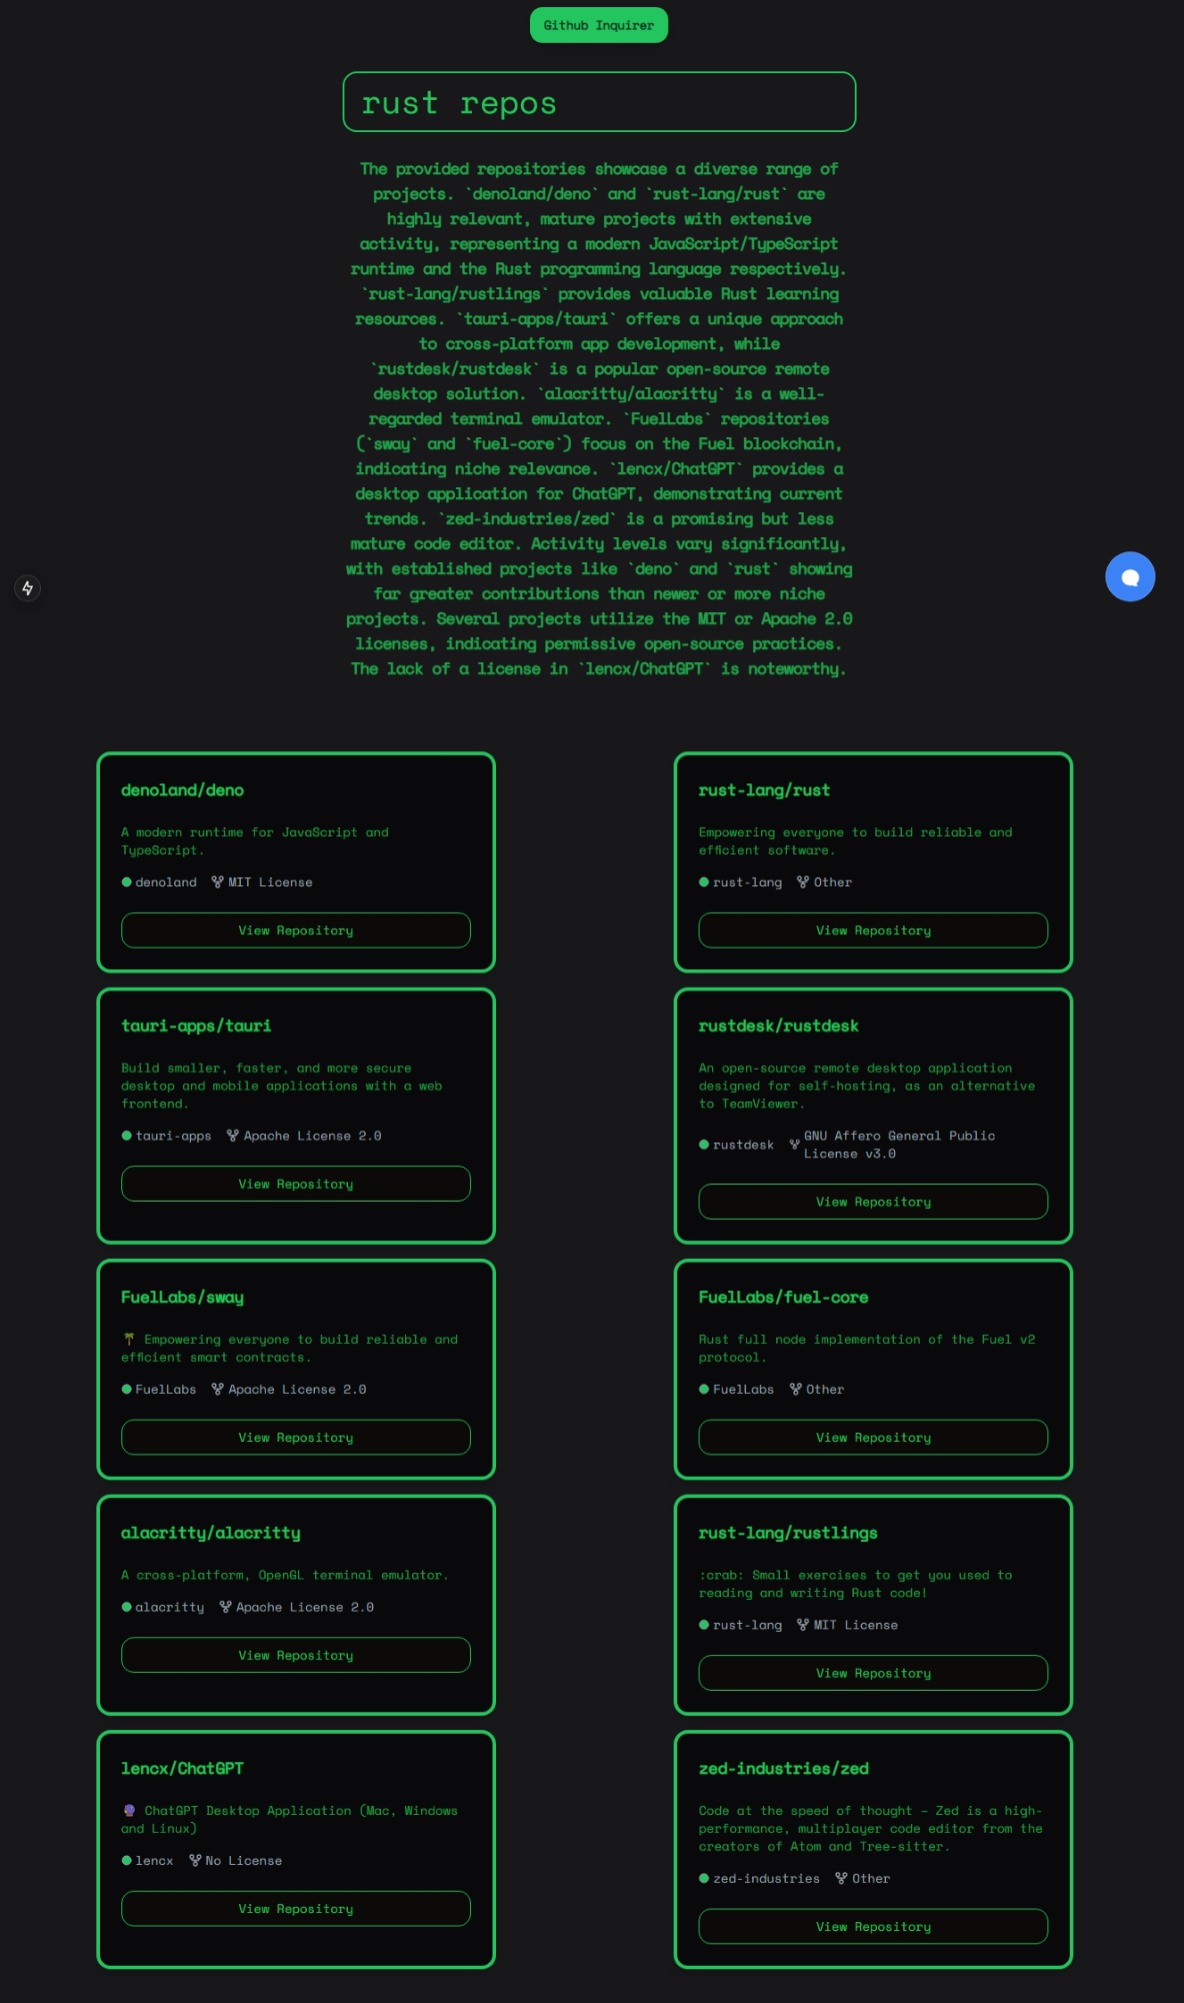 Github Inquirer
rust repos
The provided repositories showcase a diverse range of
projects. `denoland/deno` and `rust-lang/rust` are
highly relevant, mature projects with extensive
activity, representing a modern JavaScript/TypeScript
runtime and the Rust programming language respectively.
`rust-lang/rustlings` provides valuable Rust learning
resources. `tauri-apps/tauri` offers a unique approach
to cross-platform app development, while
`rustdesk/rustdesk` is a popular open-source remote
desktop solution. `alacritty/alacritty` is a well-
regarded terminal emulator. `FuelLabs` repositories
(`sway` and `fuel-core`) focus on the Fuel blockchain,
indicating niche relevance. `lencx/ChatGPT` provides a
desktop application for ChatGPT, demonstrating current
trends. `zed-industries/zed` is a promising but less
mature code editor. Activity levels vary significantly,
with established projects like `deno` and `rust` showing
far greater contributions than newer or more niche
projects. Several projects utilize the MIT or Apache 2.0
licenses, indicating permissive open-source practices.
The lack of a license in `lencx/ChatGPT` is noteworthy.
denoland/deno
A modern runtime for JavaScript and
TypeScript.
denoland MIT License
View Repository
rust-lang/rust
Empowering everyone to build reliable and
efficient software.
rust-lang Other
View Repository
tauri-apps/tauri
Build smaller, faster, and more secure
desktop and mobile applications with a web
frontend.
tauri-apps Apache License 2.0
View Repository
rustdesk/rustdesk
An open-source remote desktop application
designed for self-hosting, as an alternative
to TeamViewer.
rustdesk GNU Affero General Public
License v3.0
View Repository
FuelLabs/sway
🌴 Empowering everyone to build reliable and
efficient smart contracts.
FuelLabs Apache License 2.0
View Repository
FuelLabs/fuel-core
Rust full node implementation of the Fuel v2
protocol.
FuelLabs Other
View Repository
alacritty/alacritty
A cross-platform, OpenGL terminal emulator.
alacritty Apache License 2.0
View Repository
rust-lang/rustlings
:crab: Small exercises to get you used to
reading and writing Rust code!
rust-lang MIT License
View Repository
lencx/ChatGPT
🔮 ChatGPT Desktop Application (Mac, Windows
and Linux)
lencx No License
View Repository
zed-industries/zed
Code at the speed of thought – Zed is a high-
performance, multiplayer code editor from the
creators of Atom and Tree-sitter.
zed-industries Other
View Repository